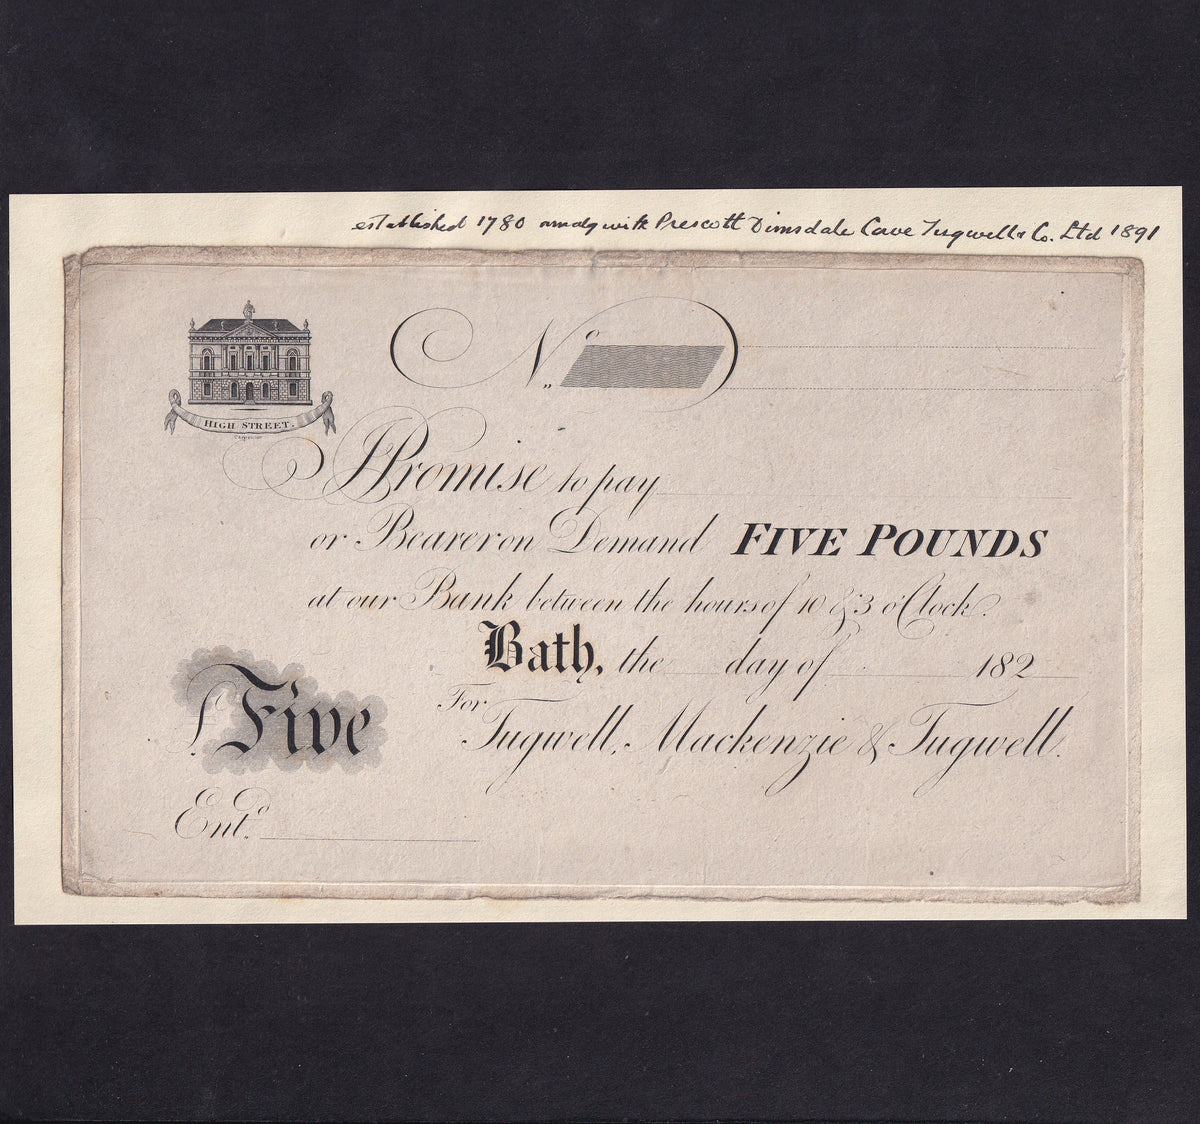 established 1780 amalg with Prescott Dimsdale Cave Tugwell & Co. Ltd 1891
No.
HIGH STREET.
I Promise to pay
or Bearer on Demand FIVE POUNDS
at our Bank between the hours of 10 & 3 o'Clock.
Bath, the day of 182
£Five
For Tugwell, Mackenzie & Tugwell.
Entd.